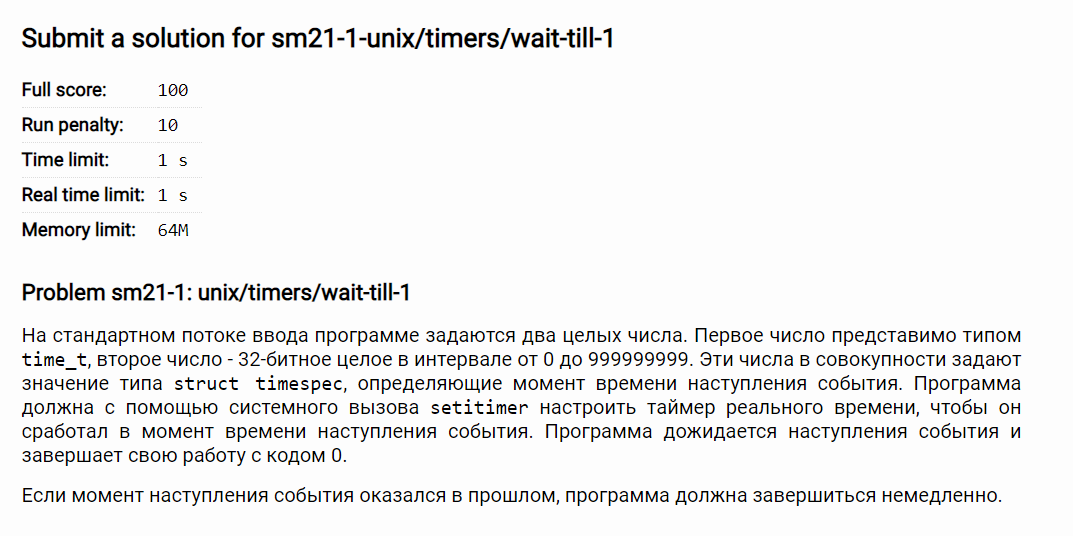 Submit a solution for sm21-1-unix/timers/wait-till-1
Full score: 100
Run penalty: 10
Time limit: 1 s
Real time limit: 1 s
Memory limit: 64M
Problem sm21-1: unix/timers/wait-till-1
На стандартном потоке ввода программе задаются два целых числа. Первое число представимо типом
time_t, второе число - 32-битное целое в интервале от 0 до 999999999. Эти числа в совокупности задают
значение типа struct timespec, определяющие момент времени наступления события. Программа
должна с помощью системного вызова setitimer настроить таймер реального времени, чтобы он
сработал в момент времени наступления события. Программа дожидается наступления события и
завершает свою работу с кодом 0.
Если момент наступления события оказался в прошлом, программа должна завершиться немедленно.